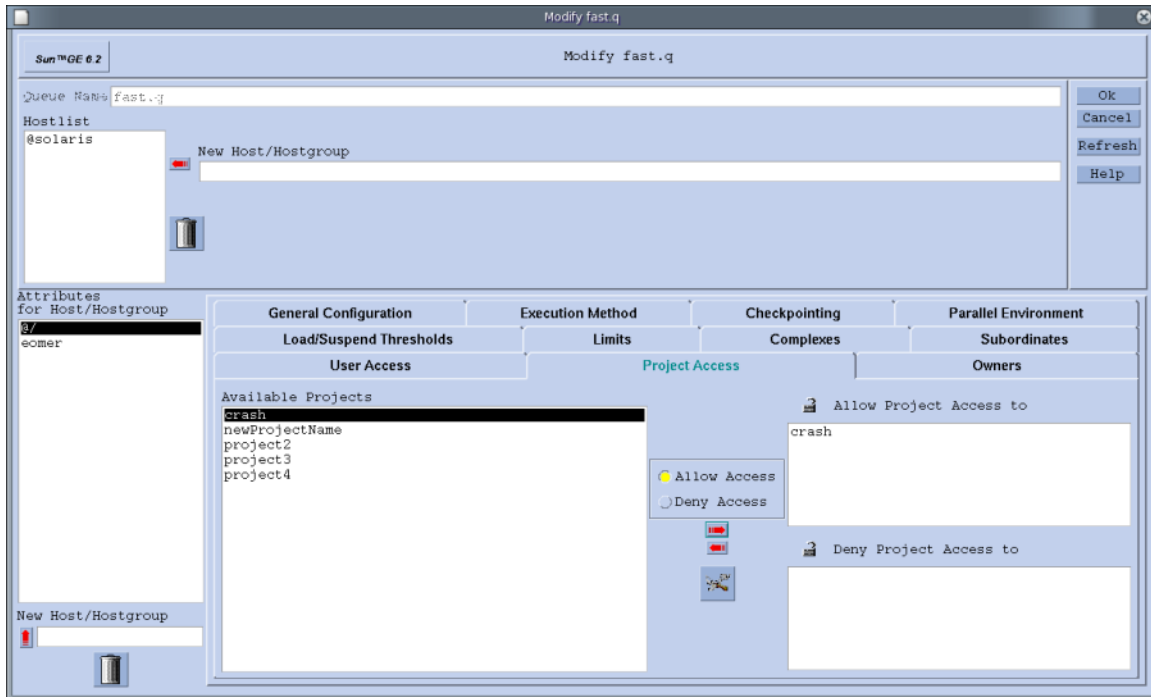 Modify fast.q
Sun™GE 6.2
Modify fast.q
Queue Name fast.q
Ok
Hostlist
Cancel
@solaris
New Host/Hostgroup
Refresh
Help
Attributes
for Host/Hostgroup
@/
eomer
New Host/Hostgroup
General Configuration Execution Method Checkpointing Parallel Environment
Load/Suspend Thresholds Limits Complexes Subordinates
User Access Project Access Owners
Available Projects
crash
newProjectName
project2
project3
project4
Allow Access
Deny Access
Allow Project Access to
crash
Deny Project Access to